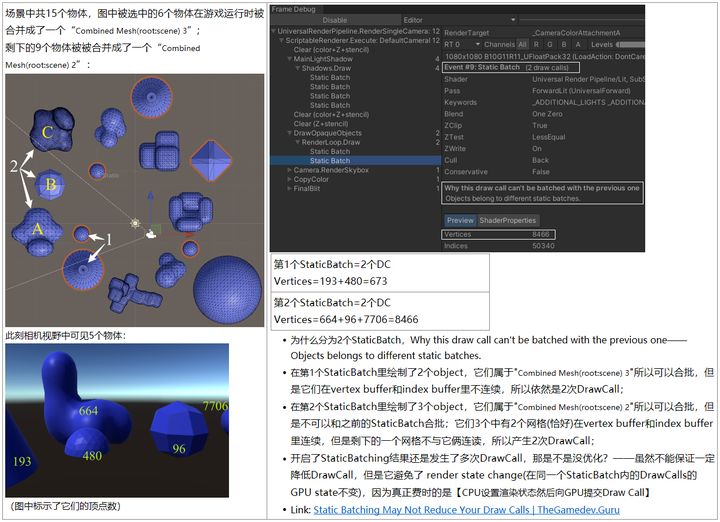 场景中共15个物体，图中被选中的6个物体在游戏运行时被
合并成了一个“Combined Mesh(root:scene) 3”；
剩下的9个物体被被合并成了一个“Combined
Mesh(root:scene) 2”：
C
2
B
A
1
此刻相机视野中可见5个物体：
664
7706
480
96
193
（图中标示了它们的顶点数）
Frame Debug
Disable
Editor
UniversalRenderPipeline.RenderSingleCamera: 12
ScriptableRenderer.Execute: DefaultCameral 12
Clear (color+Z+stencil)
MainLightShadow 4
Shadows.Draw 4
Static Batch
Static Batch
Static Batch
Static Batch
Clear (color+Z+stencil)
Clear (Z+stencil)
DrawOpaqueObjects 2
RenderLoop.Draw 2
Static Batch
Static Batch
Camera.RenderSkybox 1
CopyColor 1
FinalBlit 1
RenderTarget _CameraColorAttachmentA
RT 0 Channels All R G B A Levels
1080x1080 B10G11R11_UFloatPack32 (LoadAction: DontCare
Event #9: Static Batch (2 draw calls)
Shader Universal Render Pipeline/Lit, SubS
Pass ForwardLit (UniversalForward)
Keywords _ADDITIONAL_LIGHTS _ADDITIONA
Blend One Zero
ZClip True
ZTest LessEqual
ZWrite On
Cull Back
Conservative False
Why this draw call can't be batched with the previous one
Objects belong to different static batches.
Preview ShaderProperties
Vertices 8466
Indices 50340
第1个StaticBatch=2个DC
Vertices=193+480=673
第2个StaticBatch=2个DC
Vertices=664+96+7706=8466
• 为什么分为2个StaticBatch，Why this draw call can't be batched with the previous one——
Objects belongs to different static batches.
• 在第1个StaticBatch里绘制了2个object，它们属于"Combined Mesh(root:scene) 3"所以可以合批，但
是它们在vertex buffer和index buffer里不连续，所以依然是2次DrawCall；
• 在第2个StaticBatch里绘制了3个object，它们属于"Combined Mesh(root:scene) 2"所以可以合批，但
是不可以和之前的StaticBatch合批；它们3个中有2个网格(恰好)在vertex buffer和index buffer
里连续，但是剩下的一个网格不与它俩连读，所以产生2次DrawCall；
• 开启了StaticBatching结果还是发生了多次DrawCall，那是不是没优化？——虽然不能保证一定
降低DrawCall，但是它避免了 render state change(在同一个StaticBatch内的DrawCalls的
GPU state不变)，因为真正费时的是【CPU设置渲染状态然后向GPU提交Draw Call】
• Link: Static Batching May Not Reduce Your Draw Calls | TheGamedev.Guru